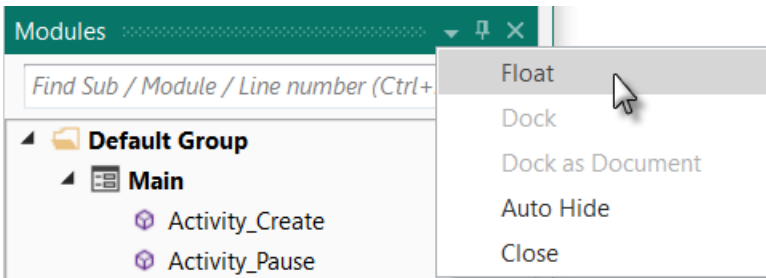 Modules
Find Sub / Module / Line number (Ctrl+
Float
Dock
Dock as Document
Auto Hide
Close
Default Group
Main
Activity_Create
Activity_Pause